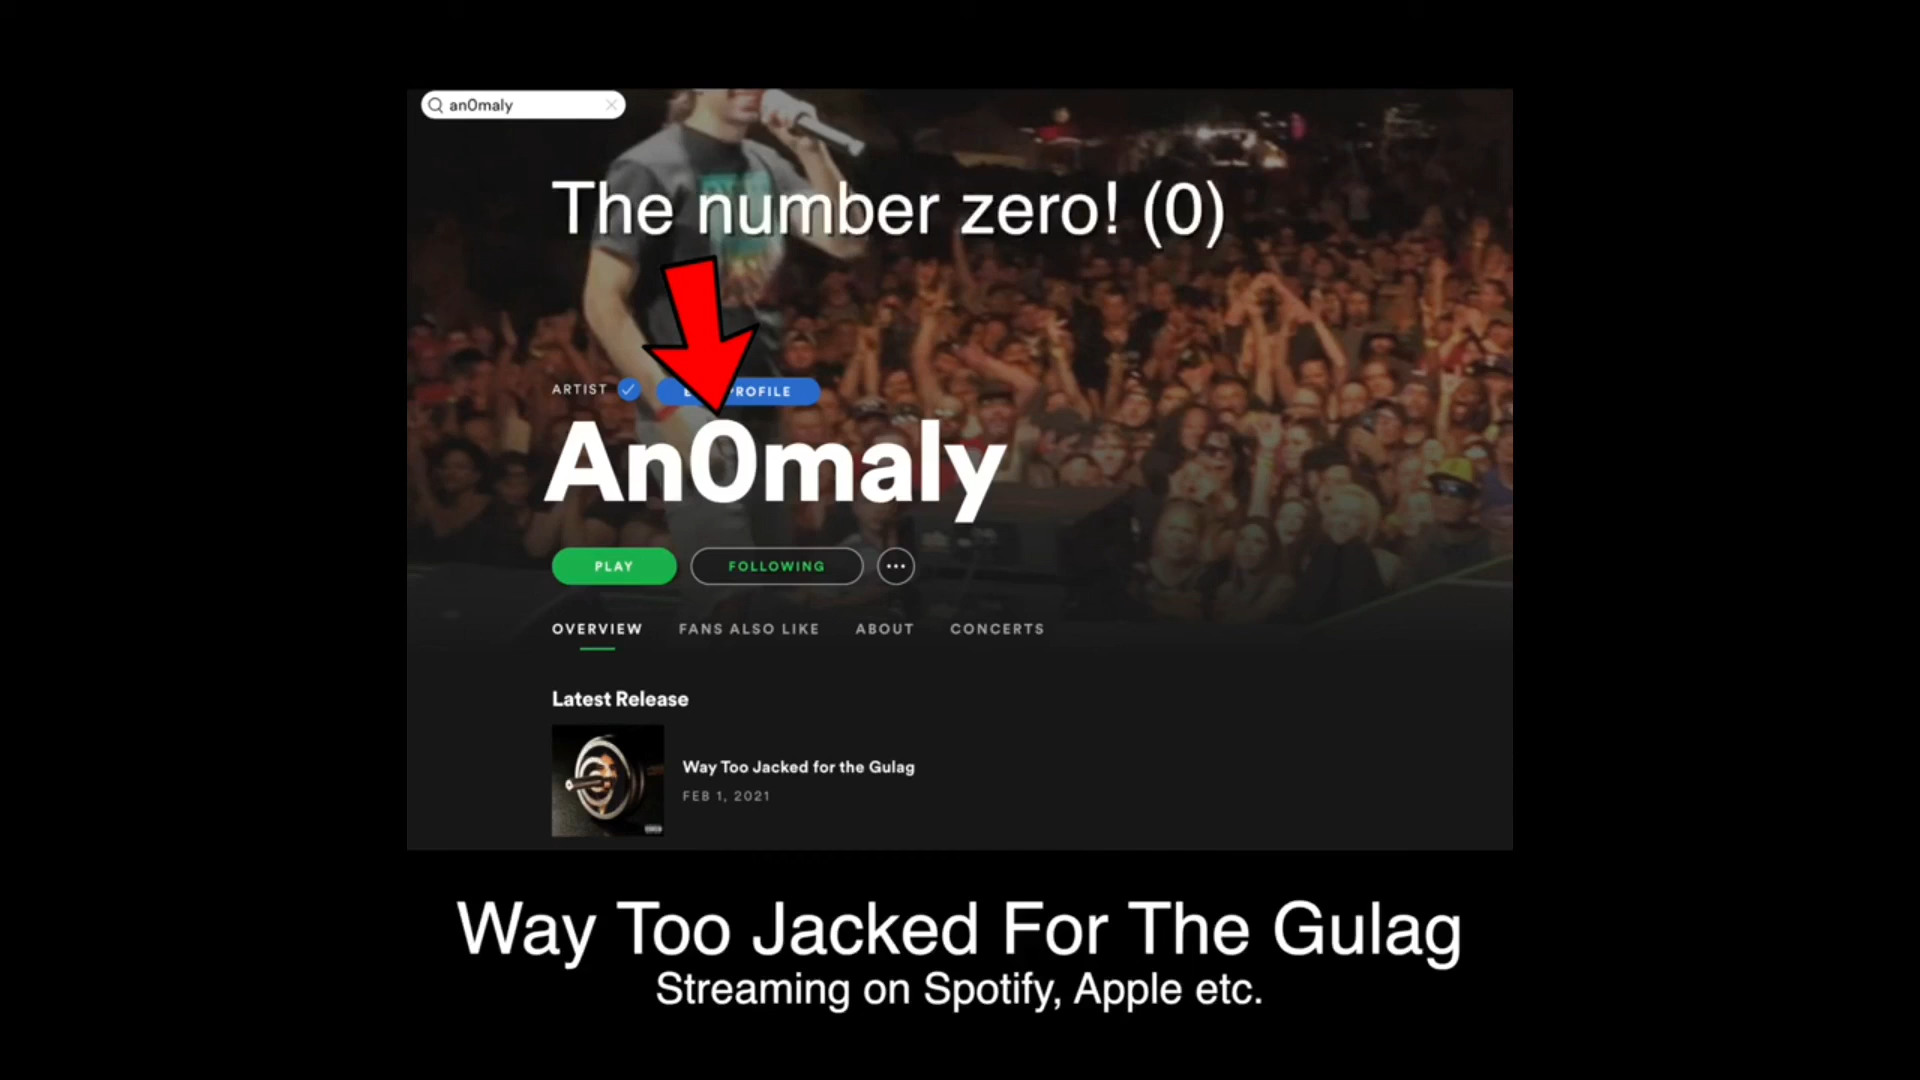 an0maly
The number zero! (0)
ARTIST
PROFILE
An0maly
PLAY
FOLLOWING
OVERVIEW FANS ALSO LIKE ABOUT CONCERTS
Latest Release
Way Too Jacked for the Gulag
FEB 1, 2021
Way Too Jacked For The Gulag
Streaming on Spotify, Apple etc.